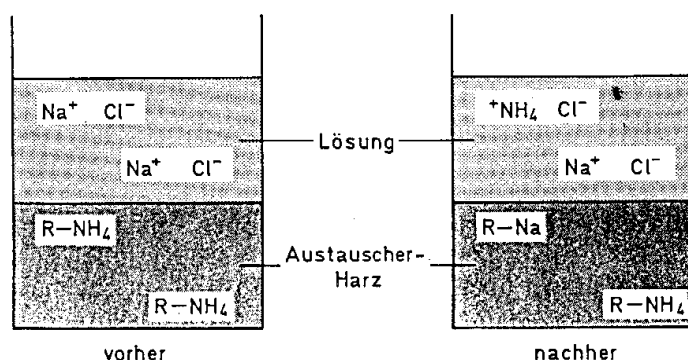 Na⁺ Cl⁻
Na⁺ Cl⁻
R–NH₄
R–NH₄
vorher
Lösung
Austauscher-
Harz
⁺NH₄ Cl⁻
Na⁺ Cl⁻
R–Na
R–NH₄
nachher